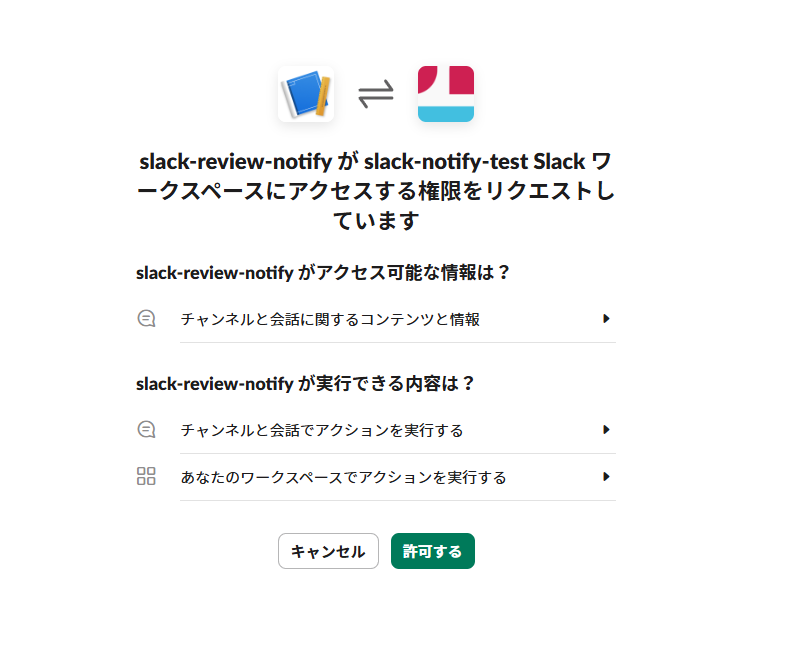 slack-review-notify が slack-notify-test Slack ワ
ークスペースにアクセスする権限をリクエストし
ています
slack-review-notify がアクセス可能な情報は？
チャンネルと会話に関するコンテンツと情報
slack-review-notify が実行できる内容は？
チャンネルと会話でアクションを実行する
あなたのワークスペースでアクションを実行する
キャンセル
許可する